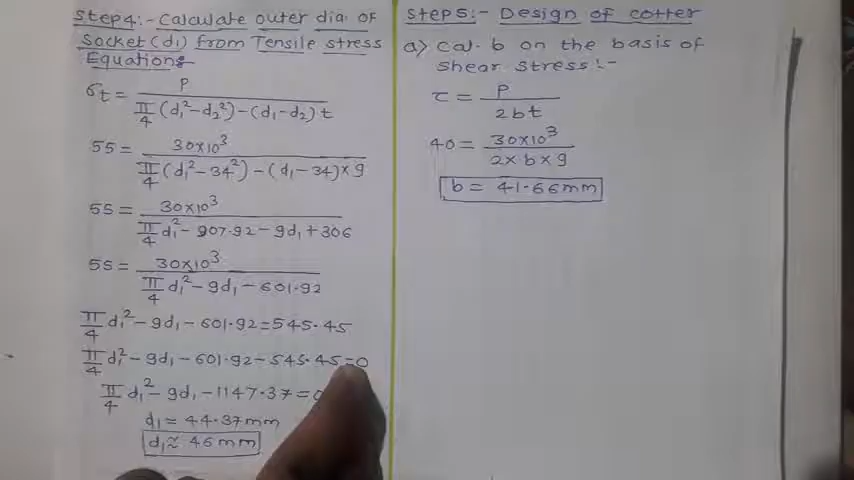 Step4:- Calculate outer dia. of
Socket (d₁) from Tensile stress
Equations
σt = P / π/4 (d₁²-d₂²)-(d₁-d₂)t
55 = 30×10³ / π/4 (d₁²-34²)-(d₁-34)×9
55 = 30×10³ / π/4 d₁²-907.92-9d₁+306
55 = 30×10³ / π/4 d₁²-9d₁-601.92
π/4 d₁²-9d₁-601.92=545.45
π/4 d₁²-9d₁-601.92-545.45=0
π/4 d₁²-9d₁-1147.37=0
d₁ = 44.37mm
d₁ ≈ 46 mm
Step5:- Design of cotter
a) Cal. b on the basis of
shear stress:-
τ = P / 2bt
40 = 30×10³ / 2×b×9
b = 41.66mm